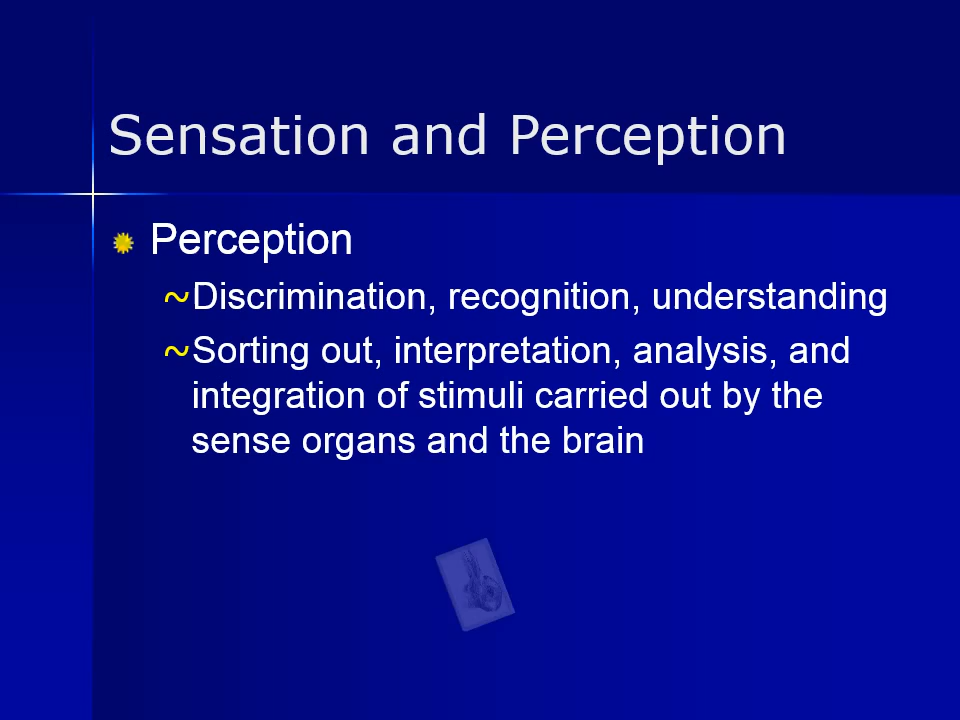 Sensation and Perception
Perception
~Discrimination, recognition, understanding
~Sorting out, interpretation, analysis, and
integration of stimuli carried out by the
sense organs and the brain